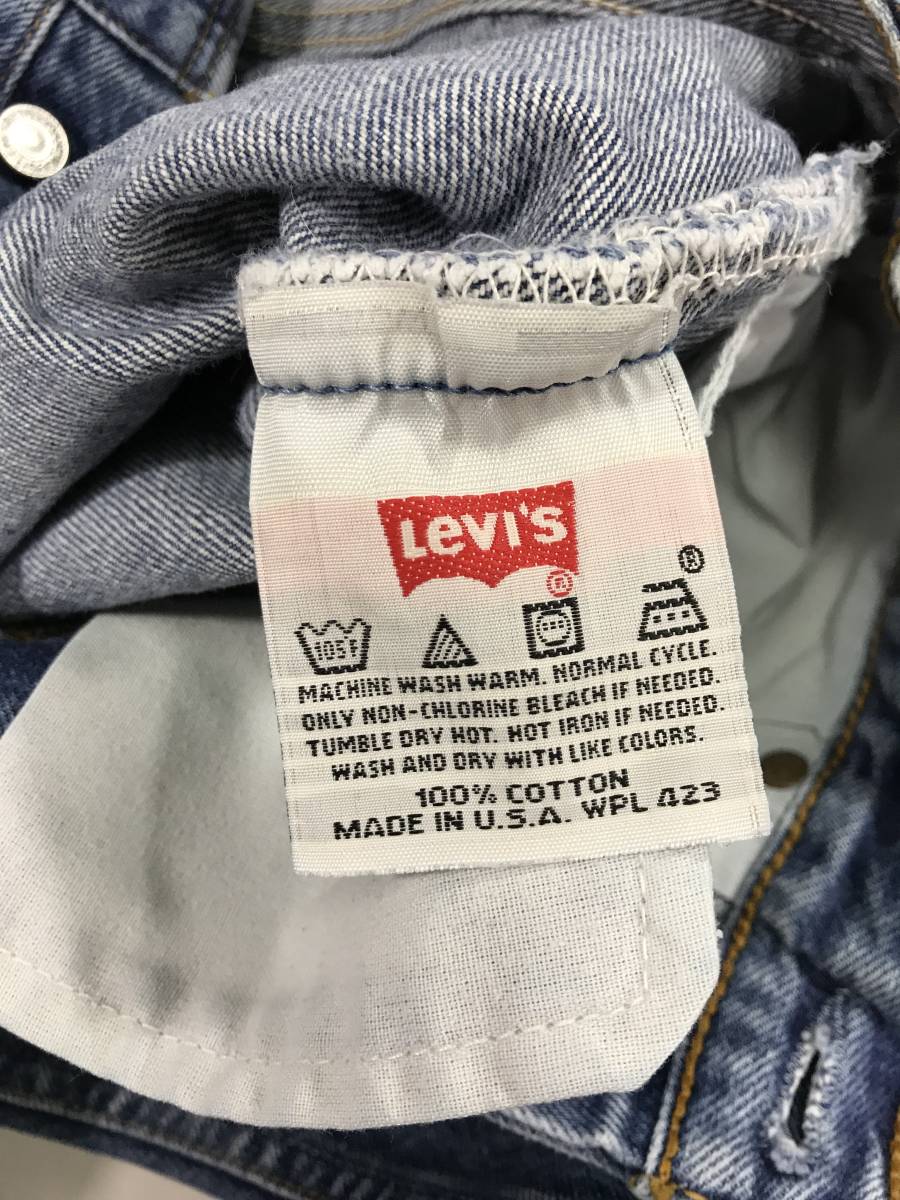 Levi's
®
®
105F
MACHINE WASH WARM. NORMAL CYCLE.
ONLY NON-CHLORINE BLEACH IF NEEDED.
TUMBLE DRY HOT. HOT IRON IF NEEDED.
WASH AND DRY WITH LIKE COLORS.
100% COTTON
MADE IN U.S.A. WPL 423